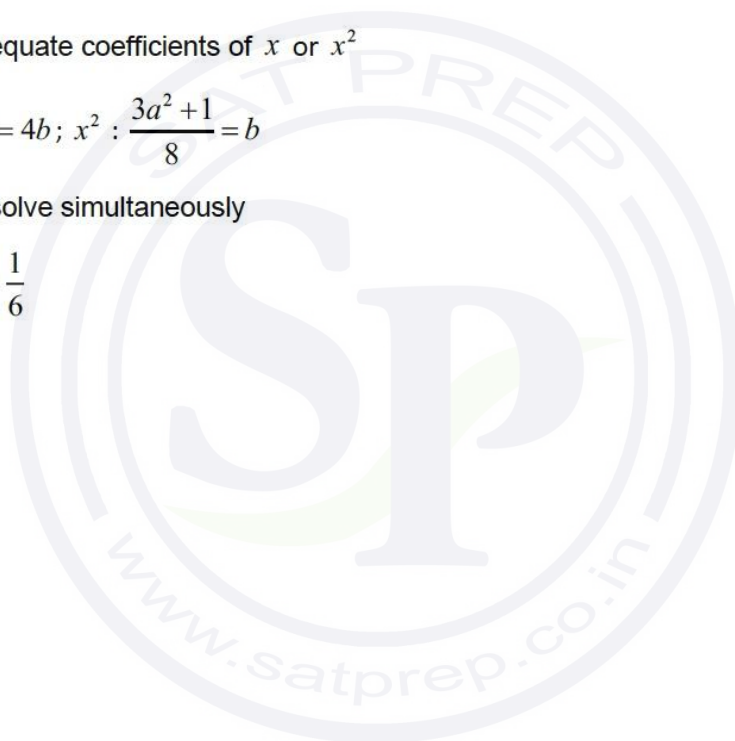 equate coefficients of x or x²
= 4b ; x² : (3a² + 1)/8 = b
solve simultaneously
1/6
SAT PREP
SP
www.satprep.co.in